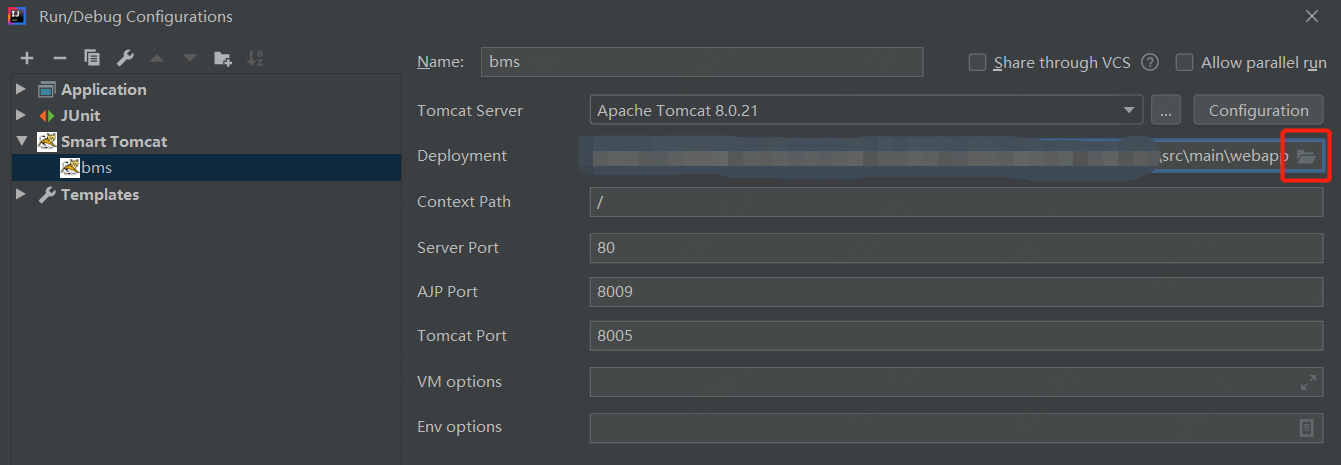 Run/Debug Configurations
Name: bms Share through VCS ? Allow parallel run
Application
JUnit
Smart Tomcat
bms
Templates
Tomcat Server Apache Tomcat 8.0.21 ... Configuration
Deployment \src\main\webapp
Context Path /
Server Port 80
AJP Port 8009
Tomcat Port 8005
VM options
Env options